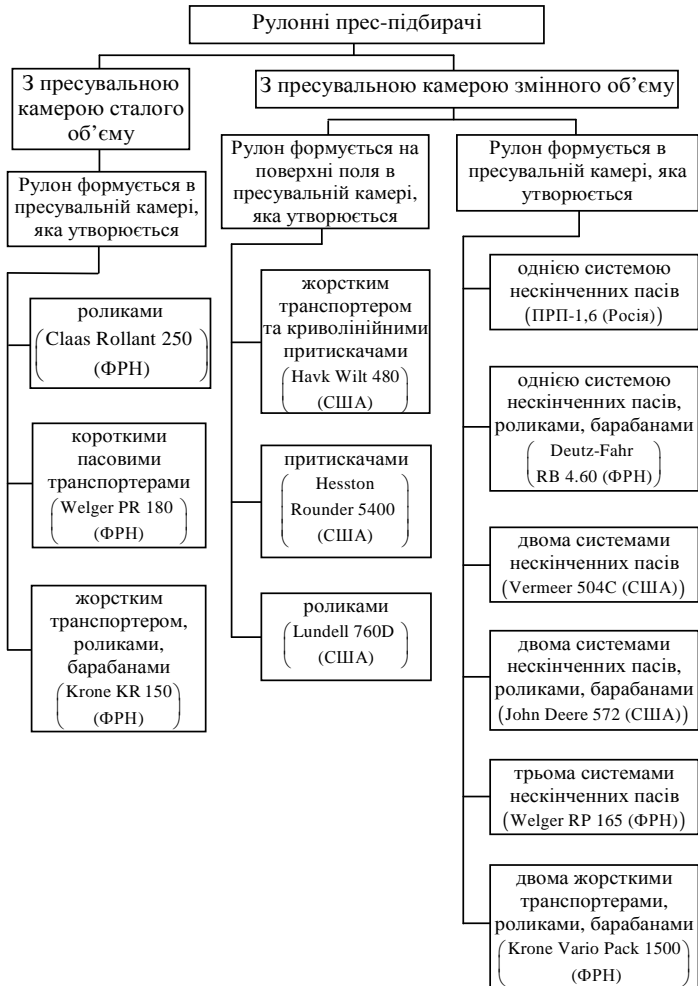 Рулонні прес-підбирачі
З пресувальною
камерою сталого
об’єму
З пресувальною камерою змінного об’єму
Рулон формується в
пресувальній камері,
яка утворюється
Рулон формується на
поверхні поля в
пресувальній камері,
яка утворюється
Рулон формується в
пресувальній камері, яка
утворюється
роликами
(Claas Rollant 250
(ФРН))
короткими
пасовими
транспортерами
(Welger PR 180
(ФРН))
жорстким
транспортером,
роликами,
барабанами
(Krone KR 150
(ФРН))
жорстким
транспортером
та криволінійними
притискачами
(Havk Wilt 480
(США))
притискачами
(Hesston
Rounder 5400
(США))
роликами
(Lundell 760D
(США))
однією системою
нескінченних пасів
(ПРП-1,6 (Росія))
однією системою
нескінченних пасів,
роликами, барабанами
(Deutz-Fahr
RB 4.60 (ФРН))
двома системами
нескінченних пасів
(Vermeer 504C (США))
двома системами
нескінченних пасів,
роликами, барабанами
(John Deere 572 (США))
трьома системами
нескінченних пасів
(Welger RP 165 (ФРН))
двома жорсткими
транспортерами,
роликами, барабанами
(Krone Vario Pack 1500
(ФРН))